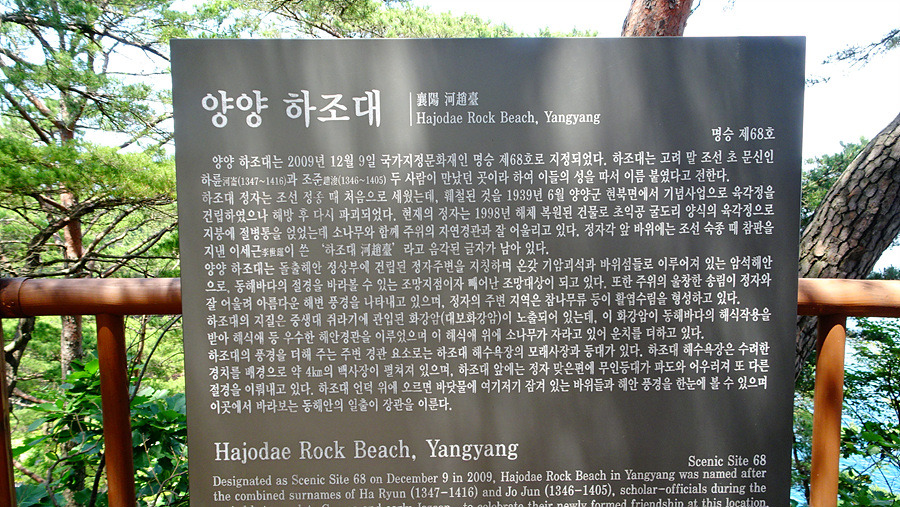 양양 하조대
襄陽 河趙臺
Hajodae Rock Beach, Yangyang
명승 제68호
양양 하조대는 2009년 12월 9일 국가지정문화재인 명승 제68호로 지정되었다. 하조대는 고려 말 조선 초 문신인
하륜河崙(1347~1416)과 조준趙浚(1346~1405) 두 사람이 만났던 곳이라 하여 이들의 성을 따서 이름 붙였다고 전한다.
하조대 정자는 조선 정종 때 처음으로 세웠는데, 훼철된 것을 1939년 6월 양양군 현북면에서 기념사업으로 육각정을
건립하였으나 해방 후 다시 파괴되었다. 현재의 정자는 1998년 해체 복원된 건물로 초익공 굴도리 양식의 육각정으로
지붕에 절병통을 얹었는데 소나무와 함께 주위의 자연경관과 잘 어울리고 있다. 정자각 앞 바위에는 조선 숙종 때 참판을
지낸 이세근李世瑾이 쓴 ‘하조대 河趙臺’ 라고 음각된 글자가 남아 있다.
양양 하조대는 돌출해안 정상부에 건립된 정자주변을 지칭하며 온갖 기암괴석과 바위섬들로 이루어져 있는 암석해안
으로, 동해바다의 절경을 바라볼 수 있는 조망지점이자 빼어난 조망대상이 되고 있다. 또한 주위의 울창한 송림이 정자와
잘 어울려 아름다운 해변 풍경을 나타내고 있으며, 정자의 주변 지역은 참나무류 등이 활엽수림을 형성하고 있다.
하조대의 지질은 중생대 쥐라기에 관입된 화강암(대보화강암)이 노출되어 있는데, 이 화강암이 동해바다의 해식작용을
받아 해식애 등 우수한 해안경관을 이루었으며 이 해식애 위에 소나무가 자라고 있어 운치를 더하고 있다.
하조대의 풍경을 더해 주는 주변 경관 요소로는 하조대 해수욕장의 모래사장과 등대가 있다. 하조대 해수욕장은 수려한
경치를 배경으로 약 4km의 백사장이 펼쳐져 있으며, 하조대 앞에는 정자 맞은편에 무인등대가 파도와 어우러져 또 다른
절경을 이뤄내고 있다. 하조대 언덕 위에 오르면 바닷물에 여기저기 잠겨 있는 바위들과 해안 풍경을 한눈에 볼 수 있으며
이곳에서 바라보는 동해안의 일출이 장관을 이룬다.
Hajodae Rock Beach, Yangyang
Scenic Site 68
Designated as Scenic Site 68 on December 9 in 2009, Hajodae Rock Beach in Yangyang was named after
the combined surnames of Ha Ryun (1347-1416) and Jo Jun (1346-1405), scholar-officials during the
to celebrate their newly formed friendship at this location.